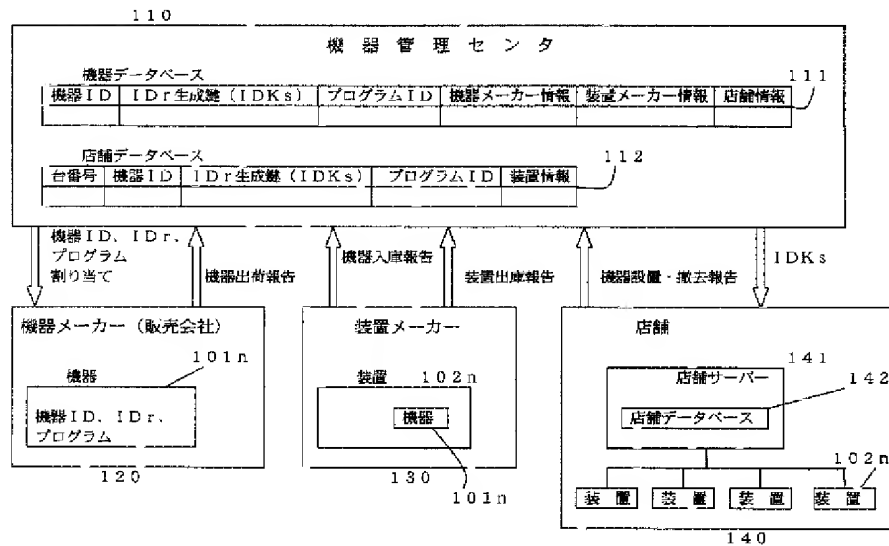 110
機器管理センタ
機器データベース
111
機器ID IDr生成鍵（IDKs） プログラムID 機器メーカー情報 装置メーカー情報 店舗情報
店舗データベース
112
台番号 機器ID IDr生成鍵（IDKs） プログラムID 装置情報
機器ID、IDr、
プログラム
割り当て
機器出荷報告
機器入庫報告
装置出庫報告
機器設置・撤去報告
IDKs
機器メーカー（販売会社）
101n
機器
機器ID、IDr、
プログラム
120
装置メーカー
装置
102n
機器
130
101n
店舗
141
店舗サーバー
142
店舗データベース
102n
装置 装置 装置 装置
140